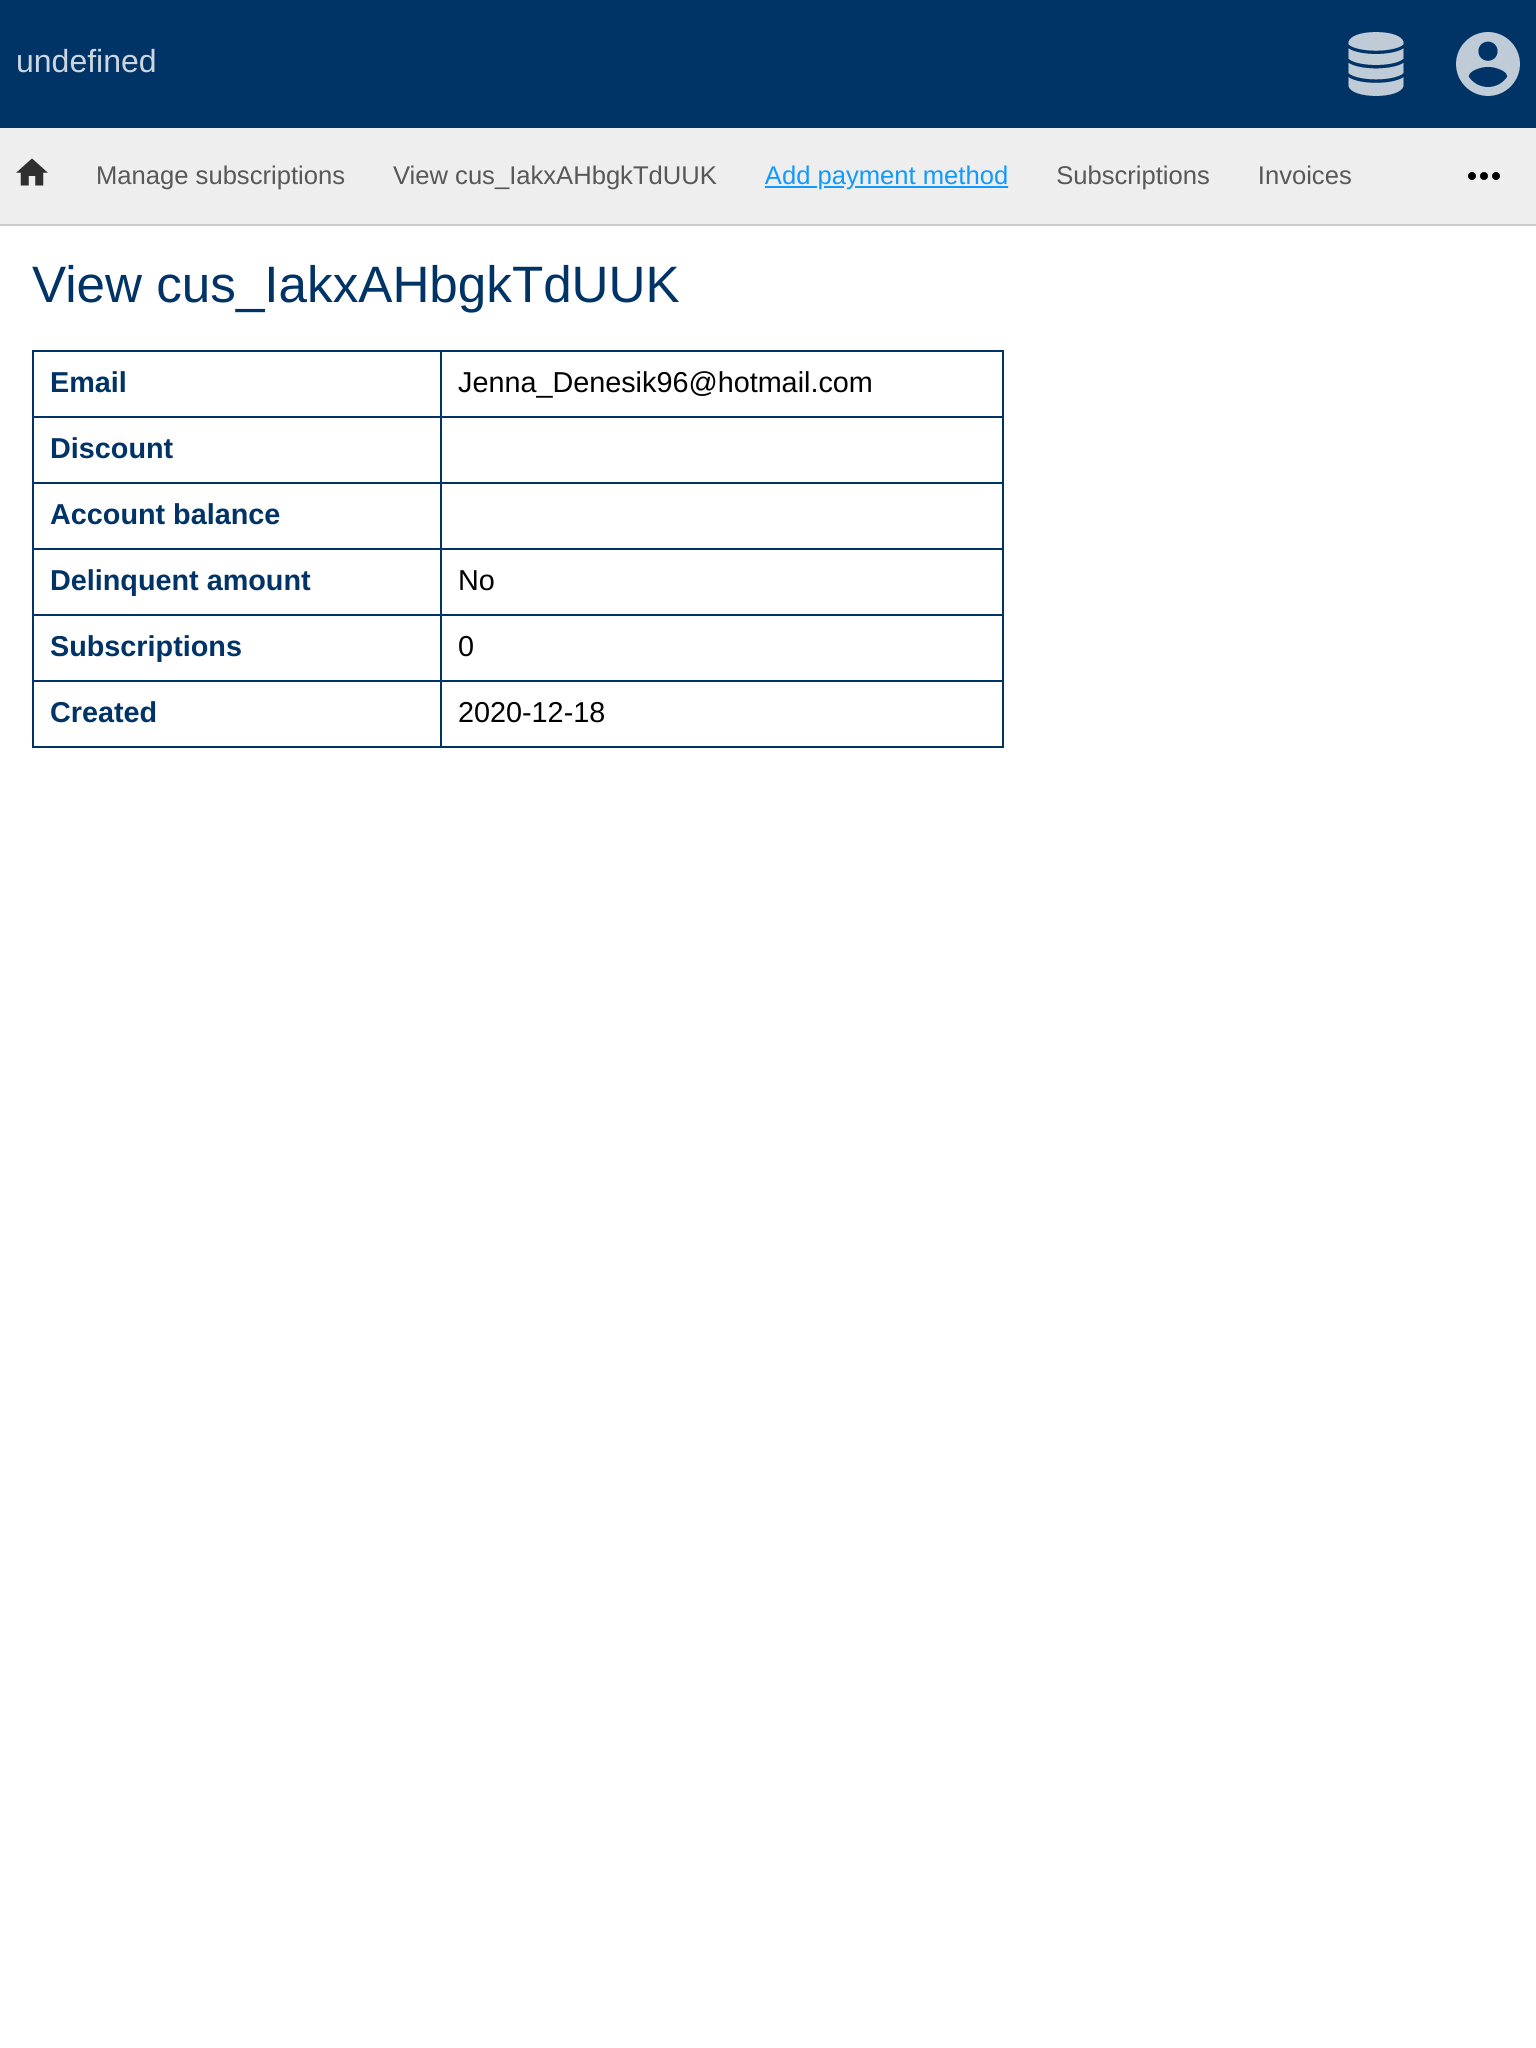 undefined
Manage subscriptions View cus_IakxAHbgkTdUUK Add payment method Subscriptions Invoices
View cus_IakxAHbgkTdUUK
Email Jenna_Denesik96@hotmail.com
Discount
Account balance
Delinquent amount No
Subscriptions 0
Created 2020-12-18